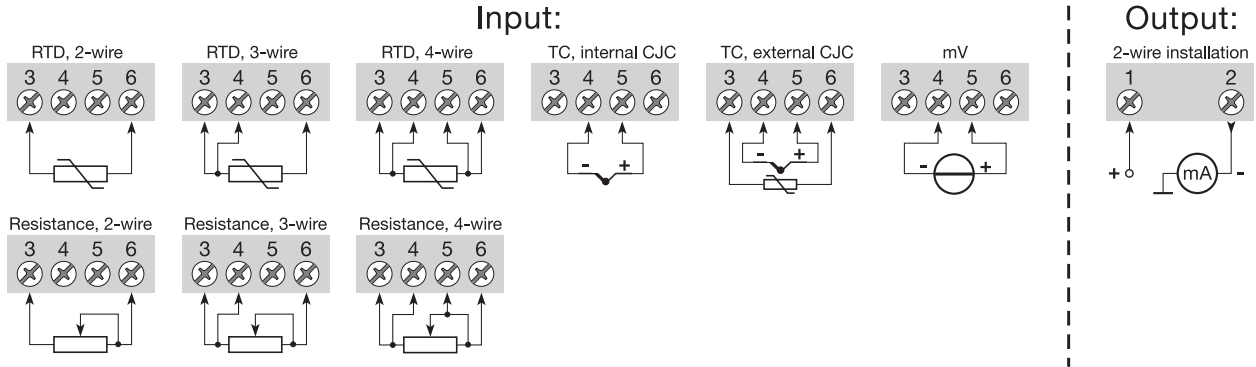 Input:
Output:
RTD, 2-wire
RTD, 3-wire
RTD, 4-wire
TC, internal CJC
TC, external CJC
mV
2-wire installation
3 4 5 6
3 4 5 6
3 4 5 6
3 4 5 6
3 4 5 6
3 4 5 6
1 2
- +
- +
- +
+ mA -
Resistance, 2-wire
Resistance, 3-wire
Resistance, 4-wire
3 4 5 6
3 4 5 6
3 4 5 6